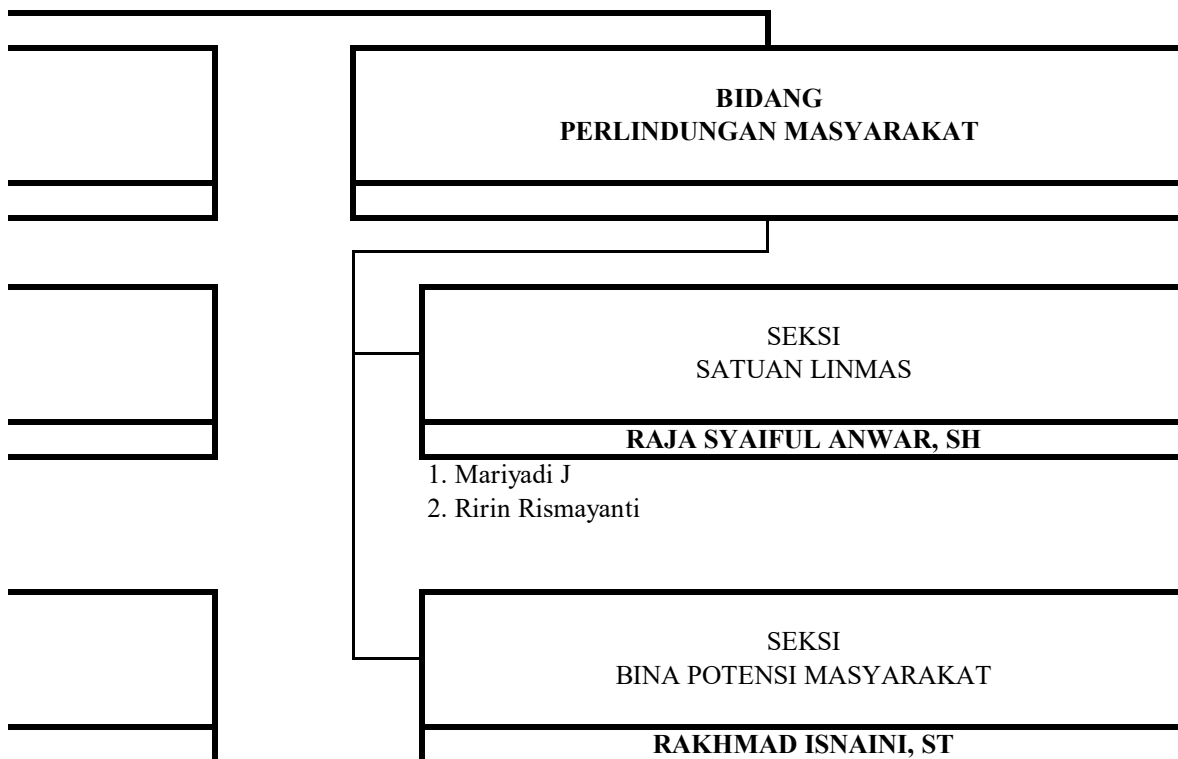 BIDANG
PERLINDUNGAN MASYARAKAT
SEKSI
SATUAN LINMAS
RAJA SYAIFUL ANWAR, SH
1. Mariyadi J
2. Ririn Rismayanti
SEKSI
BINA POTENSI MASYARAKAT
RAKHMAD ISNAINI, ST